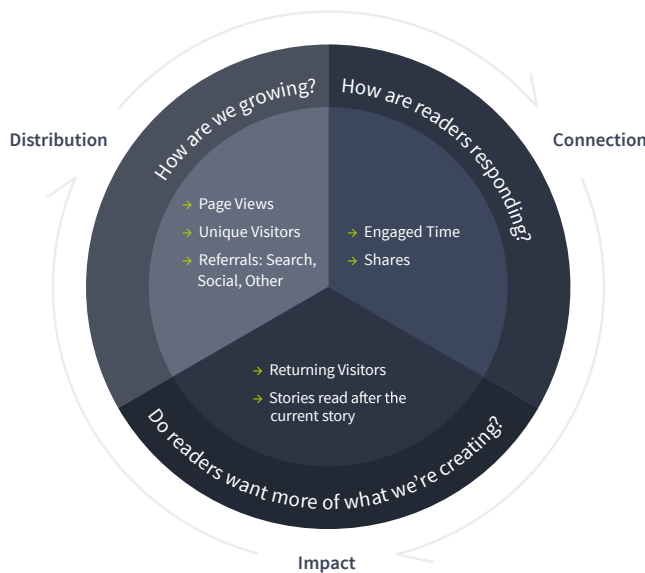 How are we growing?
How are readers responding?
Distribution
Connection
→ Page Views
→ Unique Visitors
→ Referrals: Search,
Social, Other
→ Engaged Time
→ Shares
→ Returning Visitors
→ Stories read after the
current story
Do readers want more of what we’re creating?
Impact